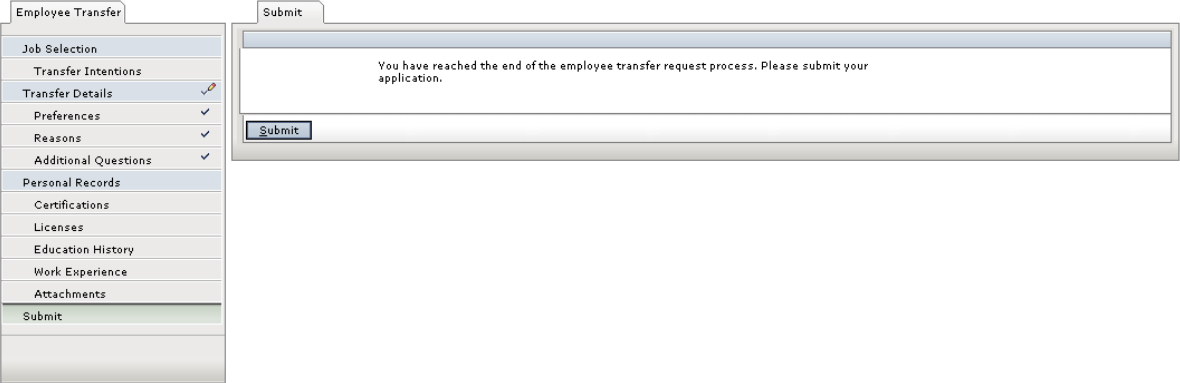 Employee Transfer
Job Selection
Transfer Intentions
Transfer Details
Preferences
Reasons
Additional Questions
Personal Records
Certifications
Licenses
Education History
Work Experience
Attachments
Submit
Submit
You have reached the end of the employee transfer request process. Please submit your
application.
Submit